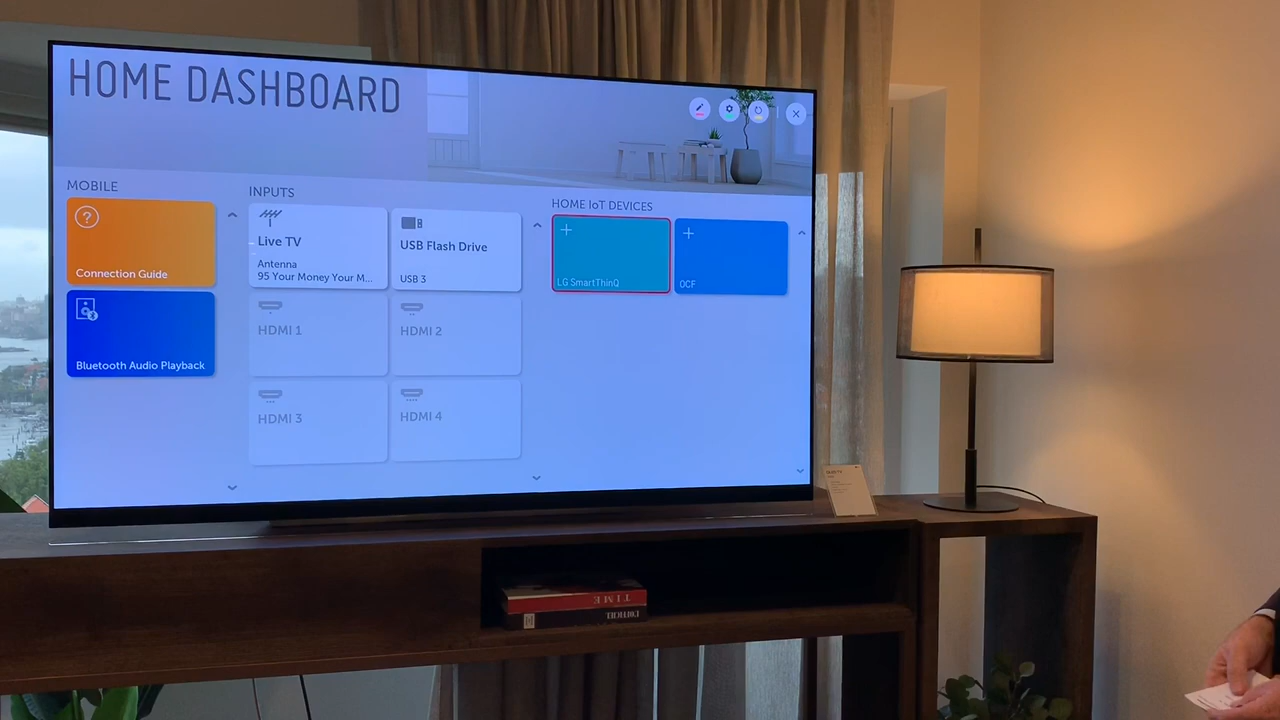 HOME DASHBOARD
MOBILE
Connection Guide
Bluetooth Audio Playback
INPUTS
Live TV
Antenna
95 Your Money Your M...
USB Flash Drive
USB 3
HDMI 1
HDMI 2
HDMI 3
HDMI 4
HOME IoT DEVICES
LG SmartThinQ
OCF
TIME